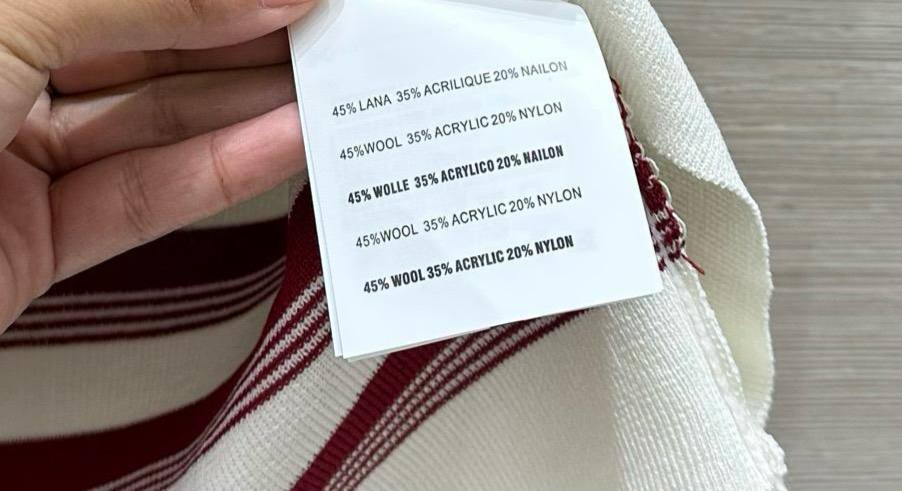 45% LANA 35% ACRILIQUE 20% NAILON
45%WOOL 35% ACRYLIC 20% NYLON
45% WOLLE 35% ACRYLICO 20% NAILON
45%WOOL 35% ACRYLIC 20% NYLON
45% WOOL 35% ACRYLIC 20% NYLON